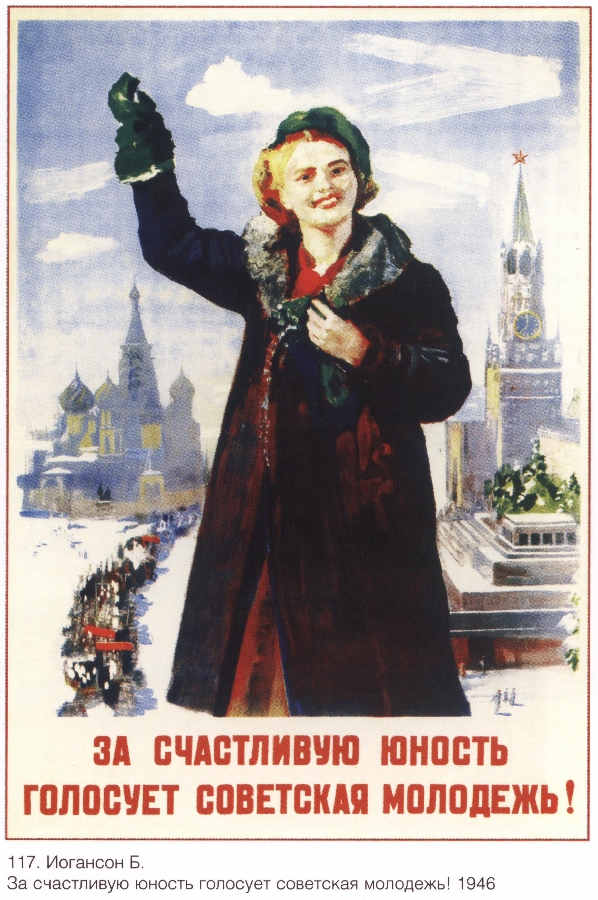 ЗА СЧАСТЛИВУЮ ЮНОСТЬ
ГОЛОСУЕТ СОВЕТСКАЯ МОЛОДЕЖЬ!
117. Иогансон Б.
За счастливую юность голосует советская молодежь! 1946